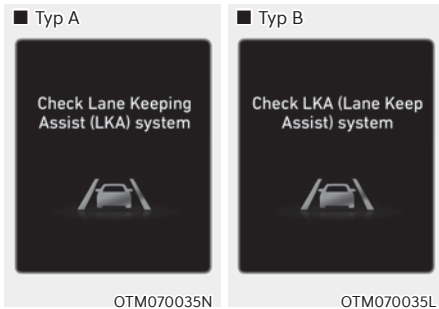 ■ Typ A
Check Lane Keeping
Assist (LKA) system
OTM070035N
■ Typ B
Check LKA (Lane Keep
Assist) system
OTM070035L